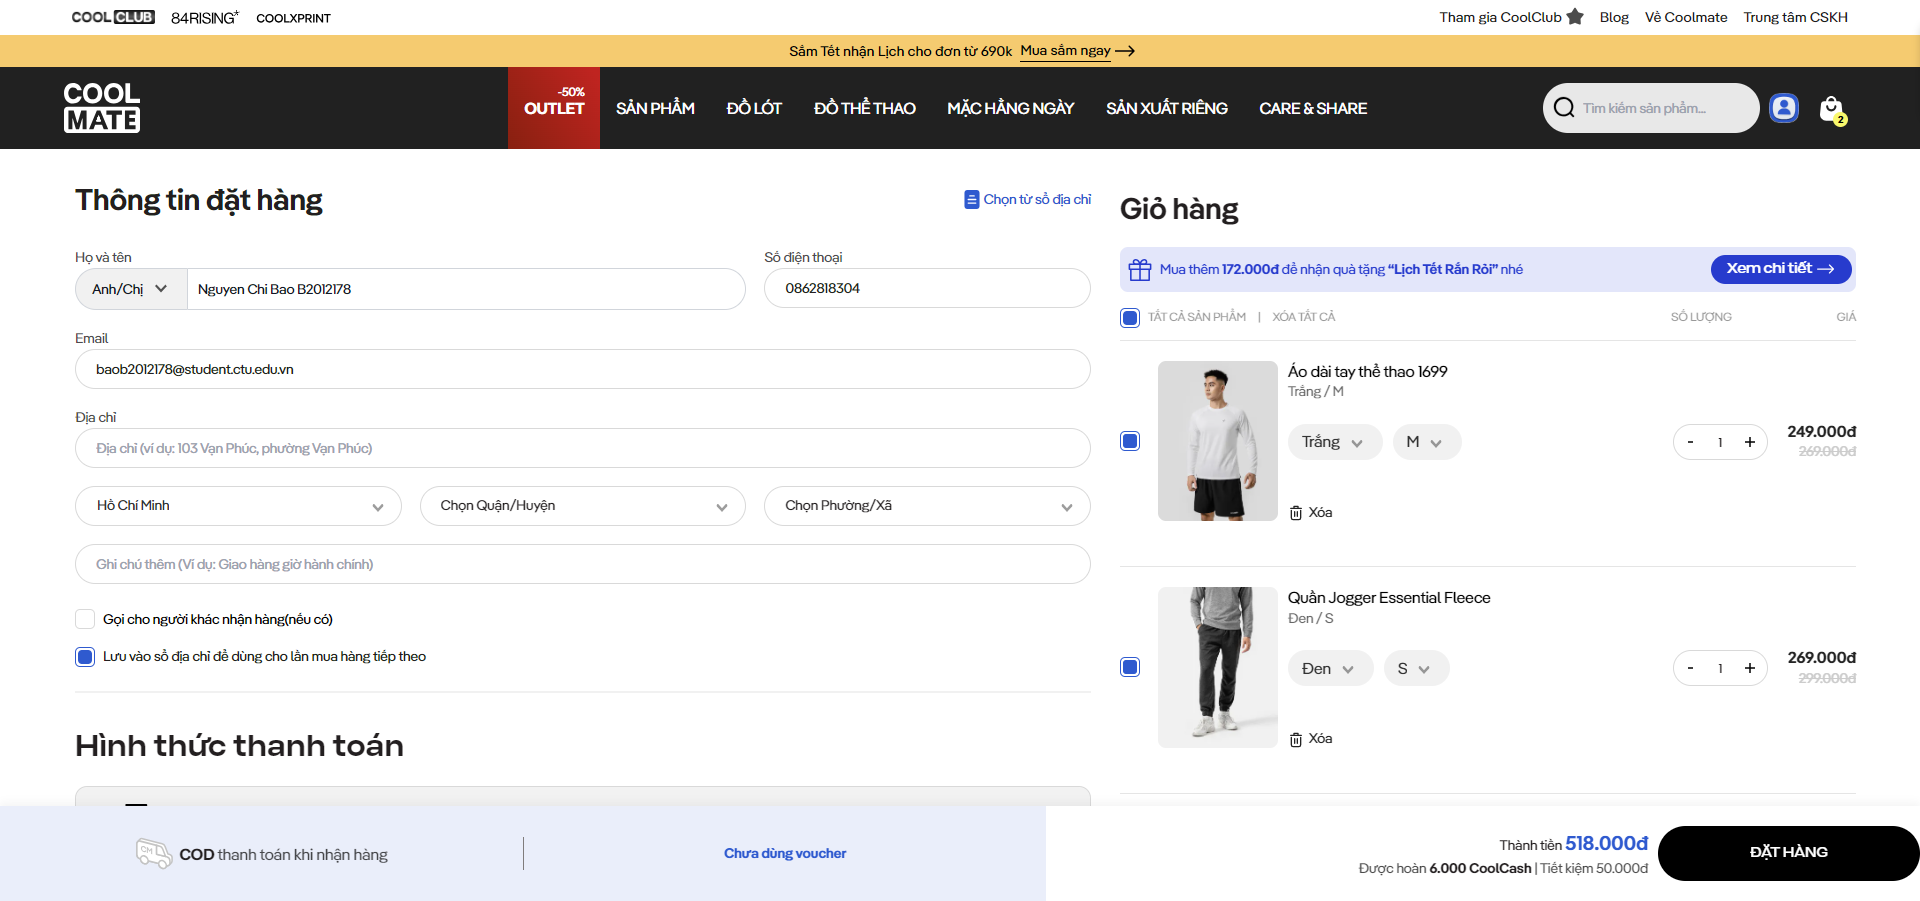 COOL CLUB 84RISING* COOLXPRINT
Tham gia CoolClub Blog Về Coolmate Trung tâm CSKH
Sắm Tết nhận Lịch cho đơn từ 690k Mua sắm ngay
COOL
MATE
-50%
OUTLET SẢN PHẨM ĐỒ LÓT ĐỒ THỂ THAO MẶC HẰNG NGÀY SẢN XUẤT RIÊNG CARE & SHARE
Tìm kiếm sản phẩm...
2
Thông tin đặt hàng
Chọn từ sổ địa chỉ
Họ và tên
Số điện thoại
Anh/Chị Nguyen Chi Bao B2012178
0862818304
Email
baob2012178@student.ctu.edu.vn
Địa chỉ
Địa chỉ (ví dụ: 103 Vạn Phúc, phường Vạn Phúc)
Hồ Chí Minh Chọn Quận/Huyện Chọn Phường/Xã
Ghi chú thêm (Ví dụ: Giao hàng giờ hành chính)
Gọi cho người khác nhận hàng(nếu có)
Lưu vào sổ địa chỉ để dùng cho lần mua hàng tiếp theo
Hình thức thanh toán
Giỏ hàng
Mua thêm 172.000đ để nhận quà tặng “Lịch Tết Rắn Rỏi” nhé Xem chi tiết
TẤT CẢ SẢN PHẨM | XÓA TẤT CẢ SỐ LƯỢNG GIÁ
Áo dài tay thể thao 1699
Trắng / M
Trắng M
- 1 +
249.000đ
269.000đ
Xóa
Quần Jogger Essential Fleece
Đen / S
Đen S
- 1 +
269.000đ
299.000đ
Xóa
CM
COD thanh toán khi nhận hàng
Chưa dùng voucher
Thành tiền 518.000đ
Được hoàn 6.000 CoolCash | Tiết kiệm 50.000đ
ĐẶT HÀNG